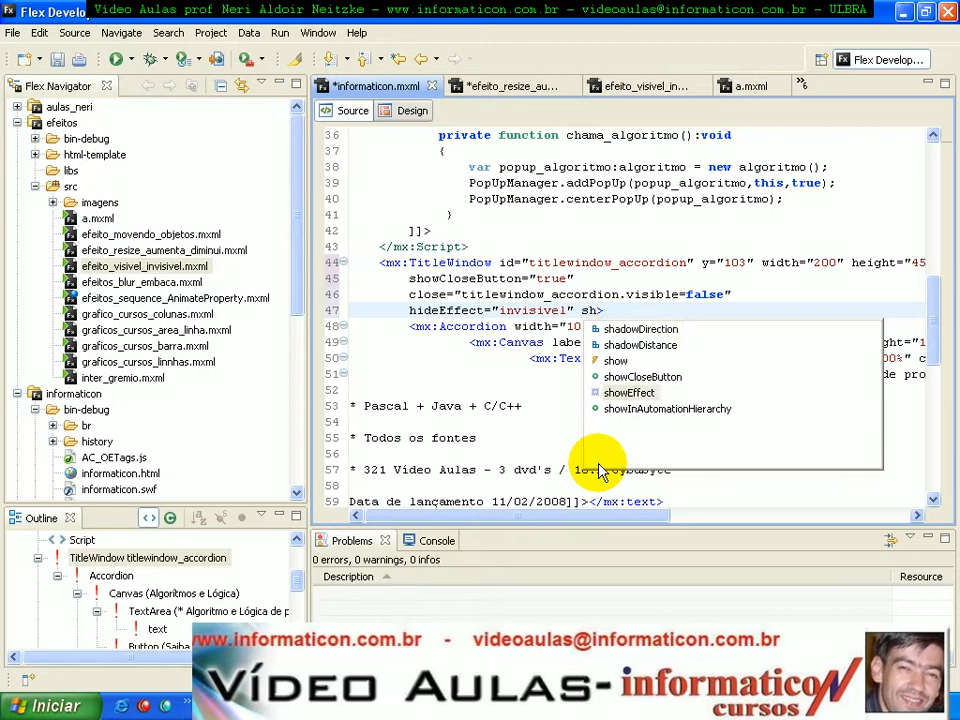 Vídeo Aulas prof Neri Aldoir Neitzke - www.informaticon.com.br - videoaulas@informaticon.com.br - ULBRA
Flex Develo
File Edit Source Navigate Search Project Data Run Window Help
Flex Develop...
Flex Navigator
*informaticon.mxml
*efeito_resize_au...
efeito_visivel_in...
a.mxml
Source
Design
aulas_neri
efeitos
bin-debug
html-template
libs
src
imagens
a.mxml
efeito_movendo_objetos.mxml
efeito_resize_aumenta_diminui.mxml
efeito_visivel_invisivel.mxml
efeitos_blur_embaca.mxml
efeitos_sequence_AnimateProperty.mxml
graficos_cursos_colunas.mxml
graficos_cursos_area_linha.mxml
graficos_cursos_barra.mxml
graficos_cursos_linnhas.mxml
inter_gremio.mxml
informaticon
bin-debug
br
history
AC_OETags.js
informaticon.html
informaticon.swf
36 private function chama_algoritmo():void
37 {
38 var popup_algoritmo:algoritmo = new algoritmo();
39 PopUpManager.addPopUp(popup_algoritmo,this,true);
40 PopUpManager.centerPopUp(popup_algoritmo);
41 }
42 ]]>
43 </mx:Script>
44 <mx:TitleWindow id="titlewindow_accordion" y="103" width="200" height="45
45 showCloseButton="true"
46 close="titlewindow_accordion.visible=false"
47 hideEffect="invisivel" sh>
48 <mx:Accordion width="10
49 <mx:Canvas labe
50 <mx:Tex
51
52
53 * Pascal + Java + C/C++
54
55 * Todos os fontes
56
57 * 321 Vídeo Aulas - 3 dvd's /
58
59 Data de lançamento 11/02/2008]]></mx:text>
shadowDirection
shadowDistance
show
showCloseButton
showEffect
showInAutomationHierarchy
Outline
Script
TitleWindow titlewindow_accordion
Accordion
Canvas (Algorítmos e Lógica)
TextArea (* Algoritmo e Lógica de p
text
Button (Saiba
Problems
Console
0 errors, 0 warnings, 0 infos
Description
Resource
www.informaticon.com.br - videoaulas@informaticon.com.br
Vídeo Aulas- informaticon
cursos
Iniciar